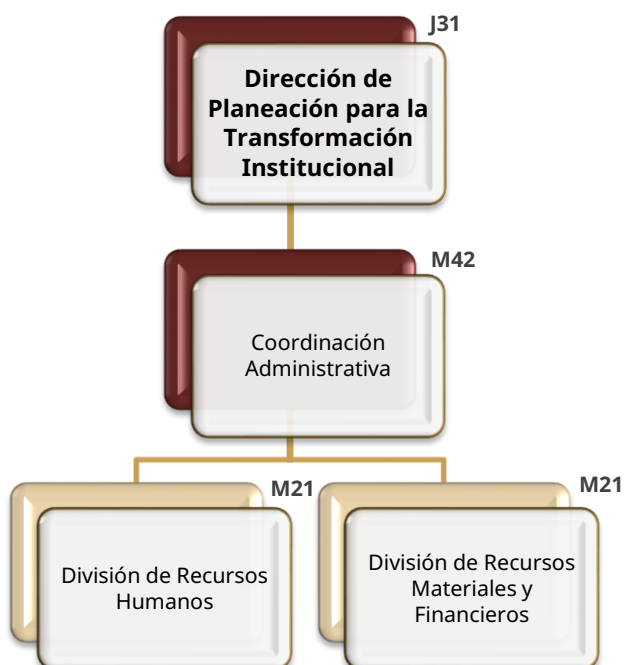 J31
Dirección de
Planeación para la
Transformación
Institucional
M42
Coordinación
Administrativa
M21
División de Recursos
Humanos
M21
División de Recursos
Materiales y
Financieros